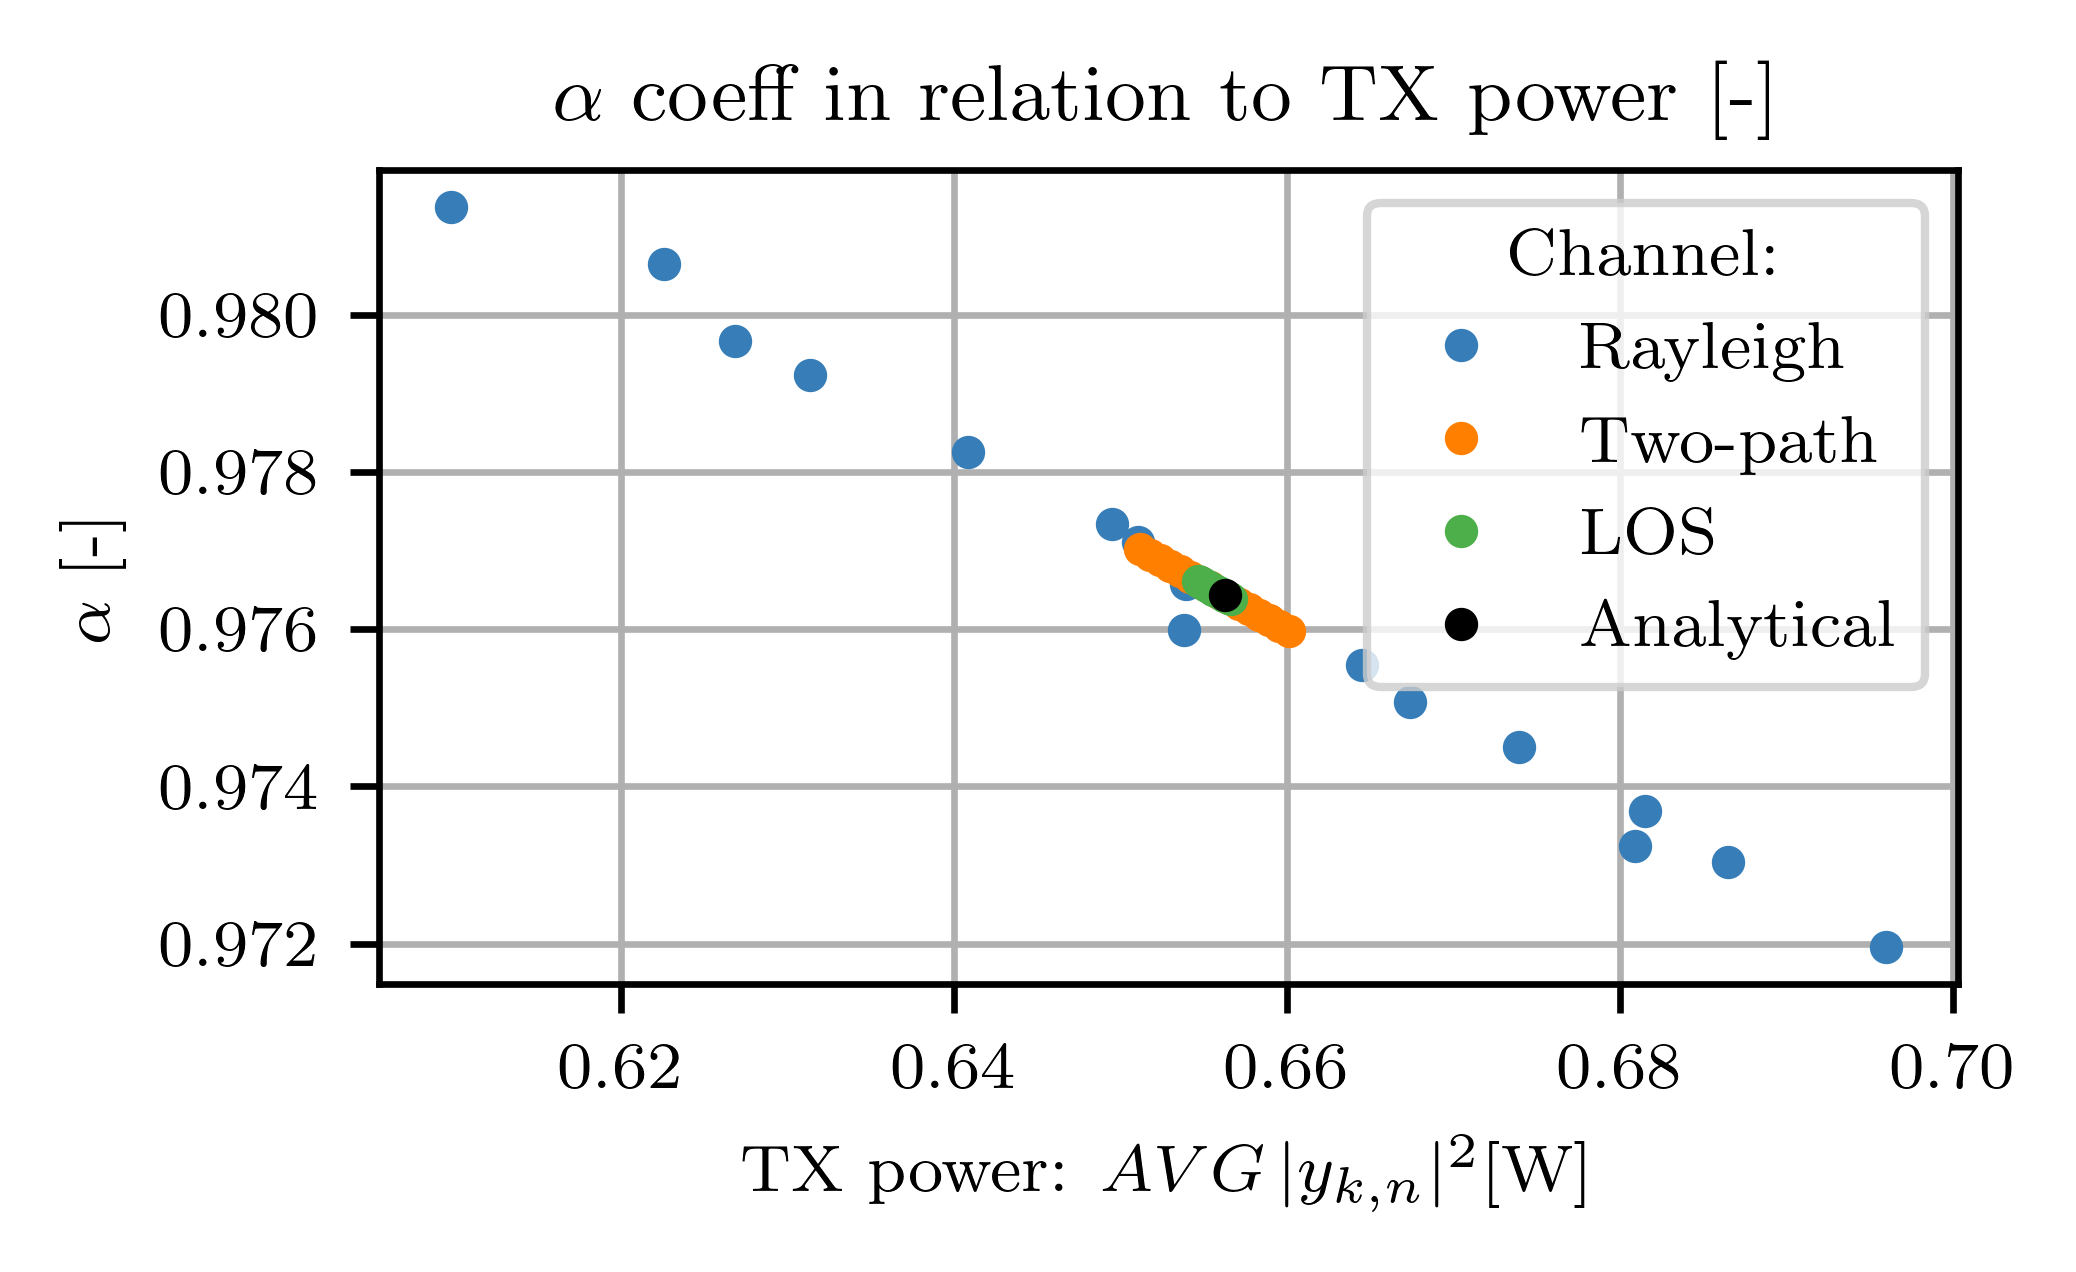 α coeff in relation to TX power [-]
α [-]
0.980
0.978
0.976
0.974
0.972
Channel:
Rayleigh
Two-path
LOS
Analytical
0.62 0.64 0.66 0.68 0.70
TX power: AVG |y_{k,n}|^2[W]